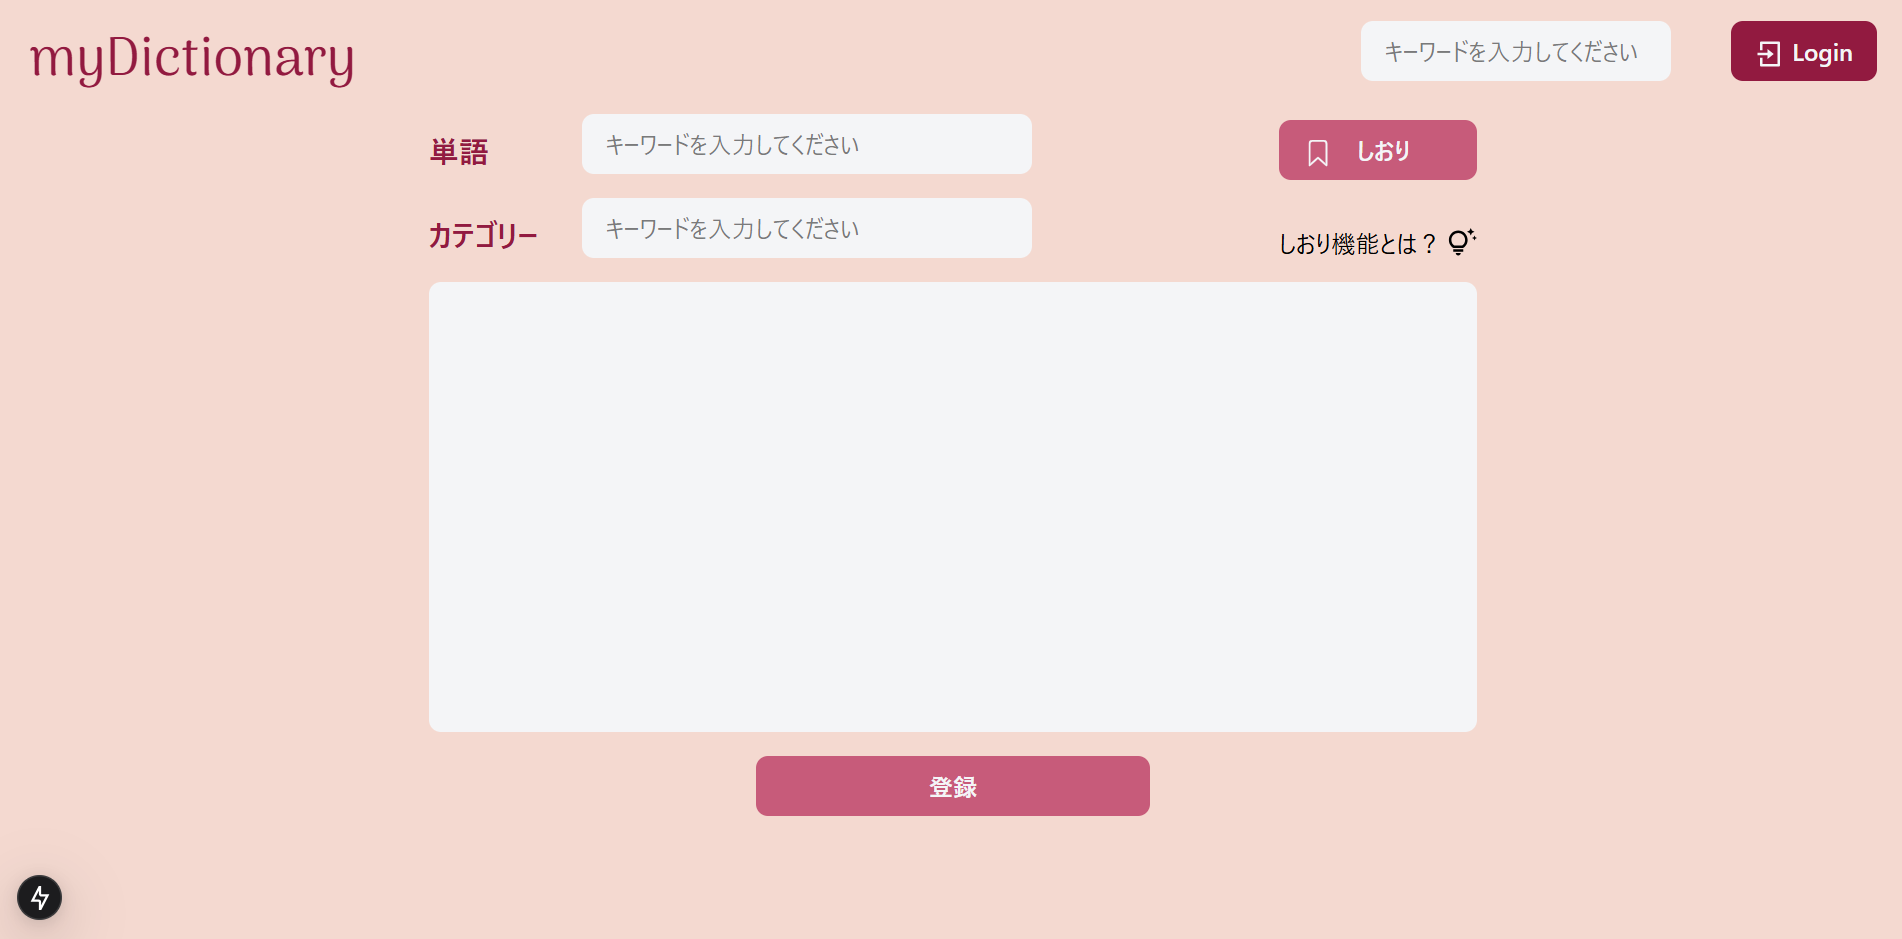 myDictionary
キーワードを入力してください
Login
単語
キーワードを入力してください
しおり
カテゴリー
キーワードを入力してください
しおり機能とは？
登録